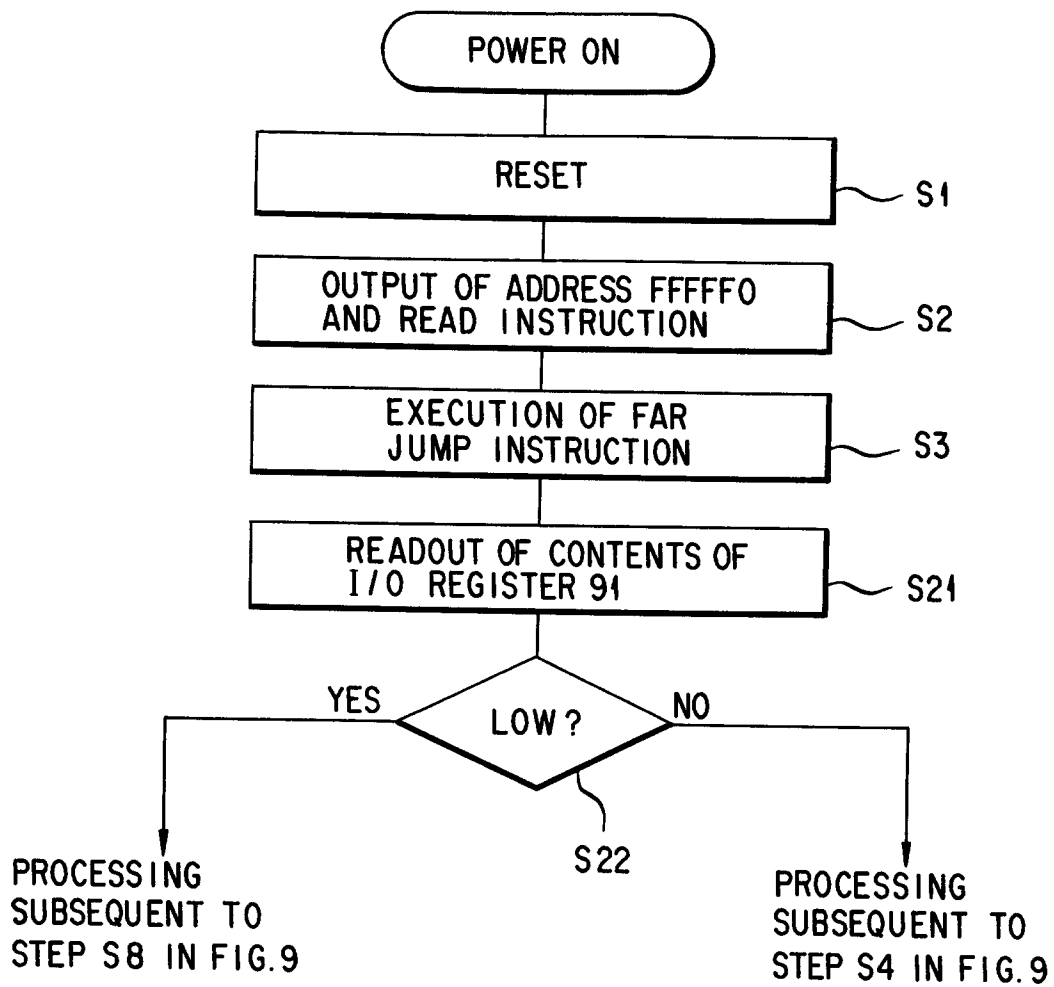 POWER ON
RESET
S1
OUTPUT OF ADDRESS FFFFF0
AND READ INSTRUCTION
S2
EXECUTION OF FAR
JUMP INSTRUCTION
S3
READOUT OF CONTENTS OF
I/O REGISTER 91
S21
YES
LOW?
NO
S22
PROCESSING
SUBSEQUENT TO
STEP S8 IN FIG.9
PROCESSING
SUBSEQUENT TO
STEP S4 IN FIG.9